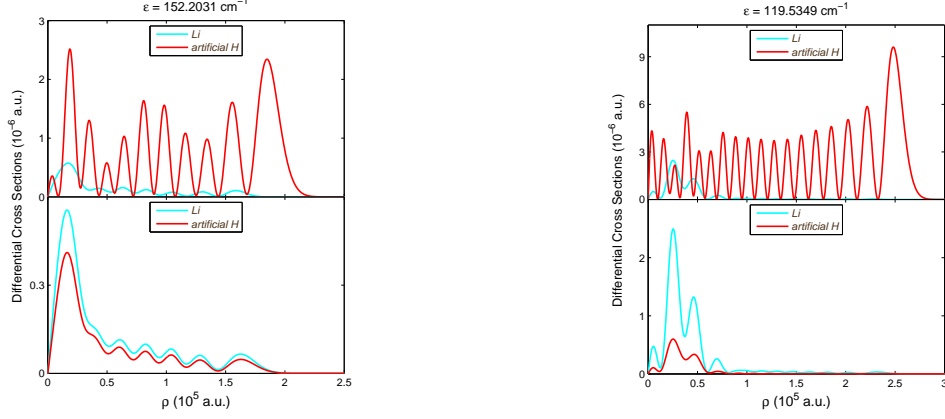 ε = 152.2031 cm⁻¹
3
2
1
0
Li
artificial H
Differential Cross Sections (10⁻⁶ a.u.)
0.3
0
Li
artificial H
0 0.5 1 1.5 2 2.5
ρ (10⁵ a.u.)
ε = 119.5349 cm⁻¹
9
6
3
0
Li
artificial H
Differential Cross Sections (10⁻⁶ a.u.)
2
1
0
Li
artificial H
0 0.5 1 1.5 2 2.5 3
ρ (10⁵ a.u.)